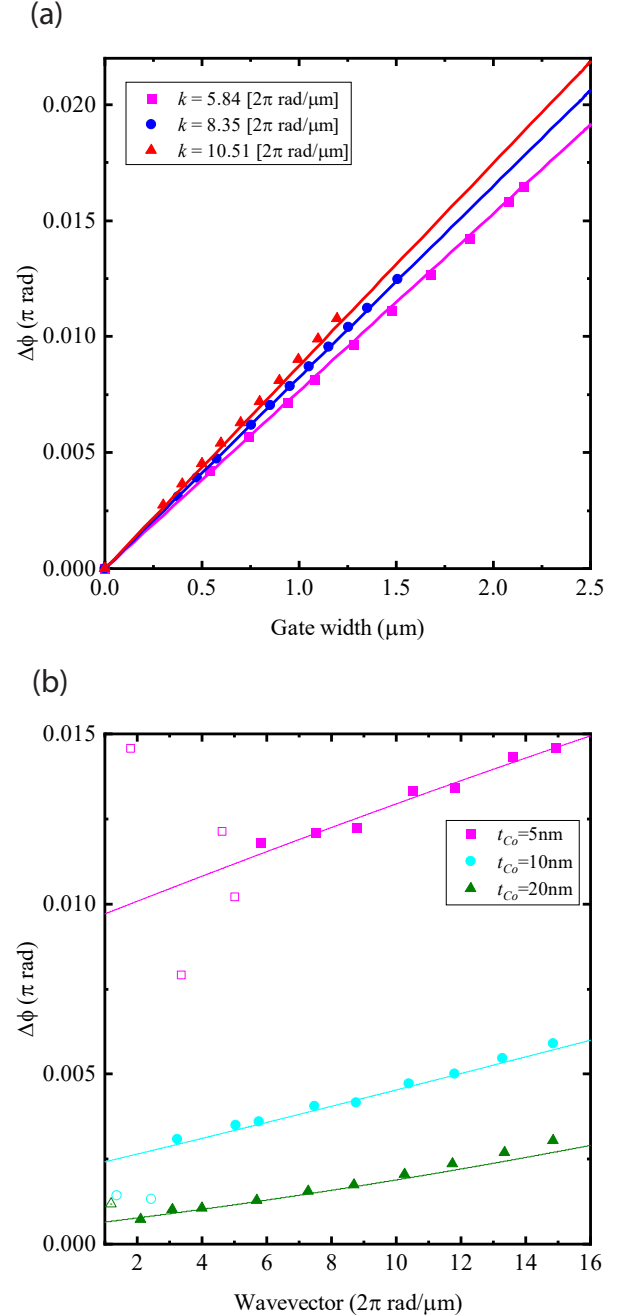 (a)
0.020
0.015
0.010
0.005
0.000
Δϕ (π rad)
k = 5.84 [2π rad/μm]
k = 8.35 [2π rad/μm]
k = 10.51 [2π rad/μm]
0.0 0.5 1.0 1.5 2.0 2.5
Gate width (μm)
(b)
0.015
0.010
0.005
0.000
Δϕ (π rad)
t_Co=5nm
t_Co=10nm
t_Co=20nm
2 4 6 8 10 12 14 16
Wavevector (2π rad/μm)